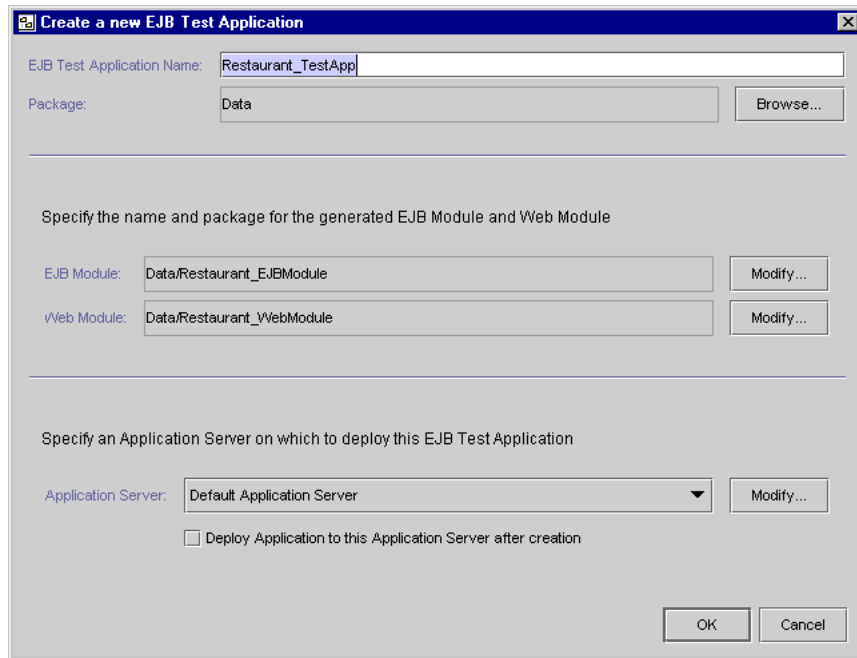 Create a new EJB Test Application
EJB Test Application Name: Restaurant_TestApp
Package: Data Browse...
Specify the name and package for the generated EJB Module and Web Module
EJB Module: Data/Restaurant_EJBModule Modify...
Web Module: Data/Restaurant_WebModule Modify...
Specify an Application Server on which to deploy this EJB Test Application
Application Server: Default Application Server Modify...
Deploy Application to this Application Server after creation
OK Cancel